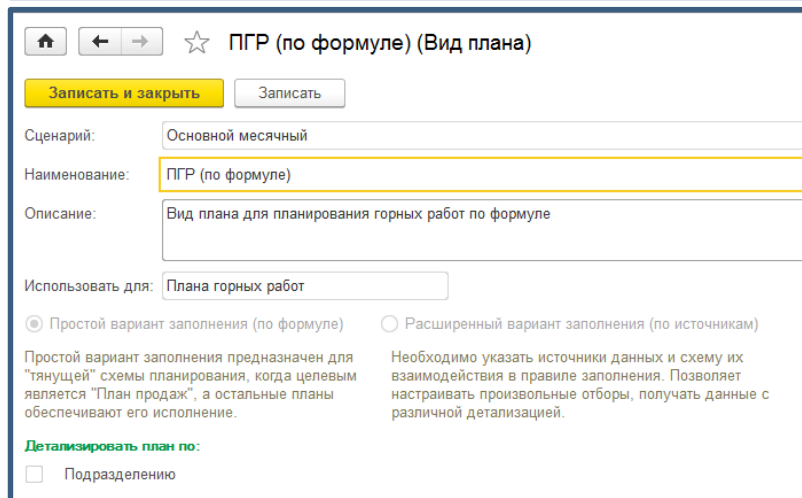 ПГР (по формуле) (Вид плана)
Записать и закрыть Записать
Сценарий: Основной месячный
Наименование: ПГР (по формуле)
Описание: Вид плана для планирования горных работ по формуле
Использовать для: Плана горных работ
Простой вариант заполнения (по формуле) Расширенный вариант заполнения (по источникам)
Простой вариант заполнения предназначен для
"тянущей" схемы планирования, когда целевым
является "План продаж", а остальные планы
обеспечивают его исполнение.
Необходимо указать источники данных и схему их
взаимодействия в правиле заполнения. Позволяет
настраивать произвольные отборы, получать данные с
различной детализацией.
Детализировать план по:
Подразделению